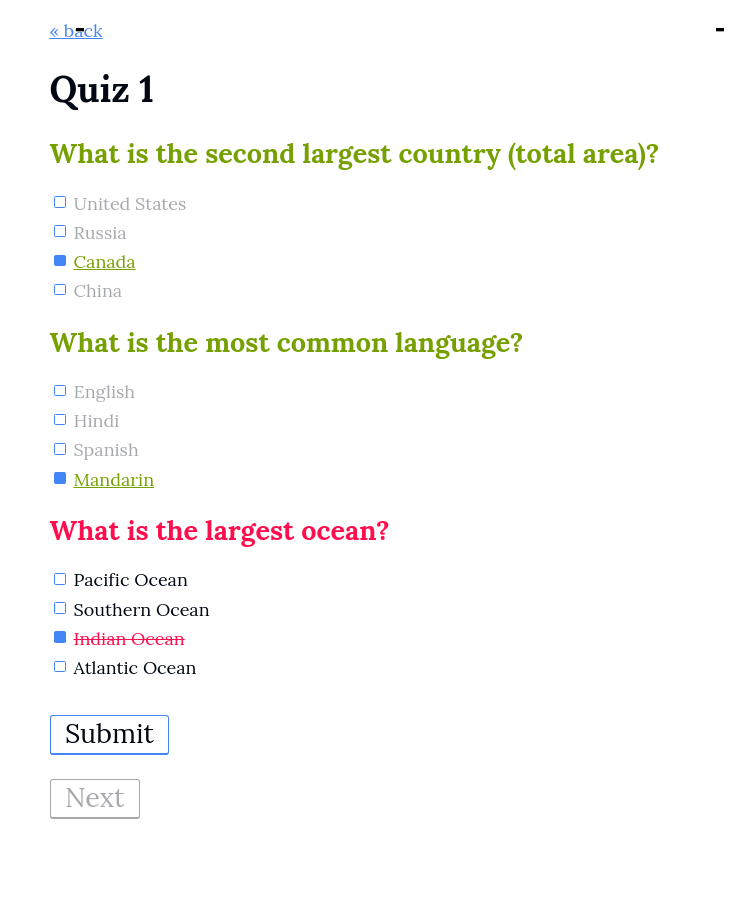 « back
Quiz 1
What is the second largest country (total area)?
United States
Russia
Canada
China
What is the most common language?
English
Hindi
Spanish
Mandarin
What is the largest ocean?
Pacific Ocean
Southern Ocean
Indian Ocean
Atlantic Ocean
Submit
Next